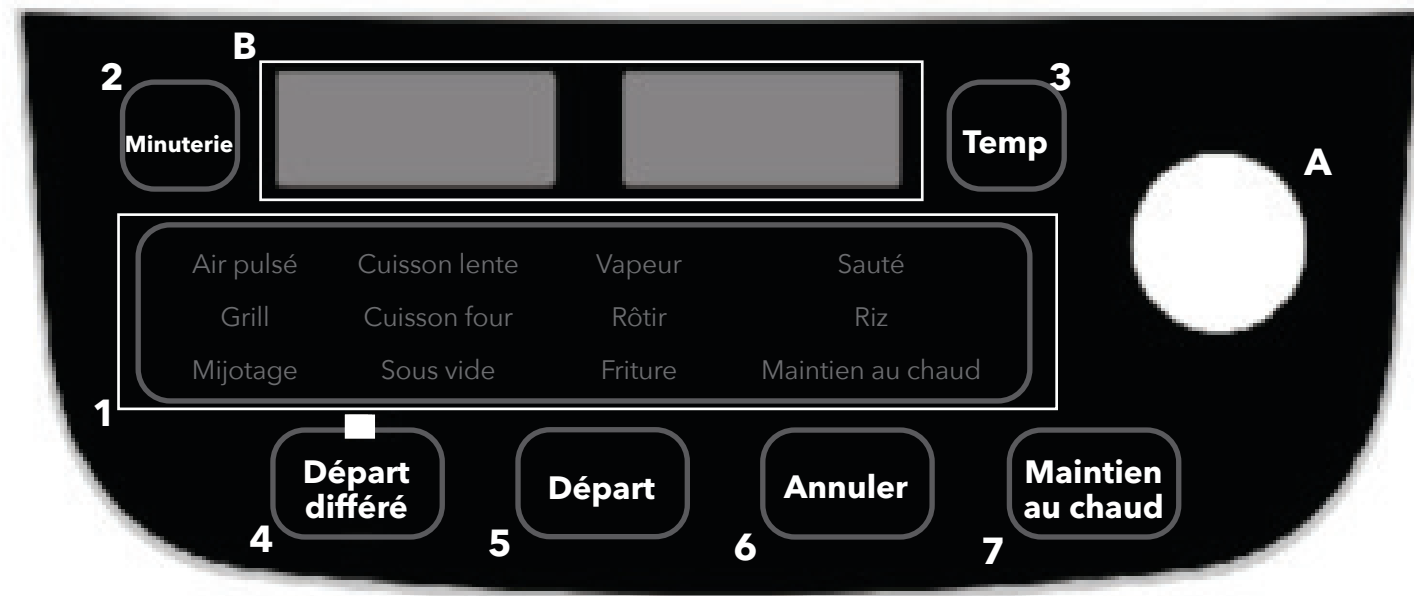 B
2
3
Minuterie
Temp
A
Air pulsé Cuisson lente Vapeur Sauté
Grill Cuisson four Rôtir Riz
Mijotage Sous vide Friture Maintien au chaud
1
Départ
différé
Départ
Annuler
Maintien
au chaud
4
5
6
7